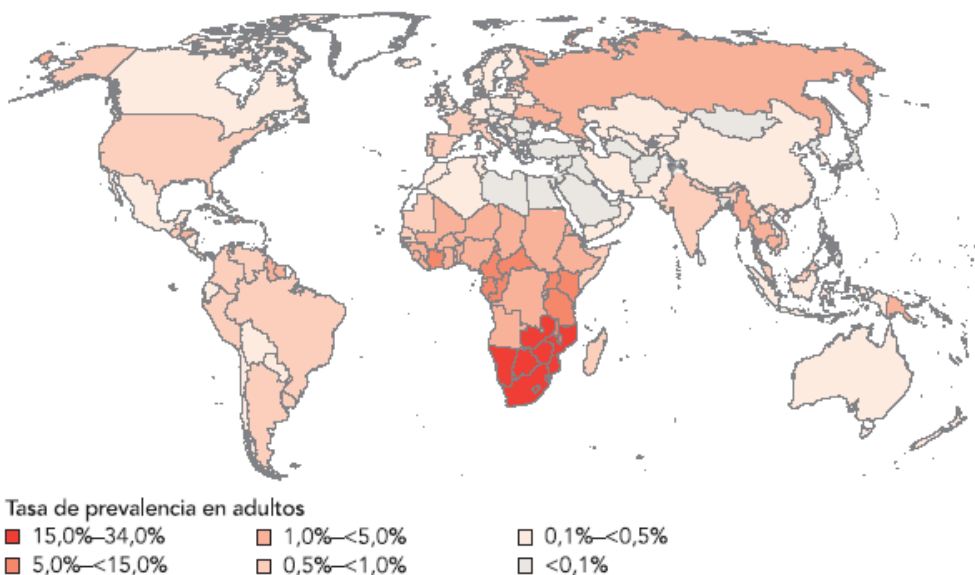 Tasa de prevalencia en adultos
15,0%–34,0% 1,0%–<5,0% 0,1%–<0,5%
5,0%–<15,0% 0,5%–<1,0% <0,1%